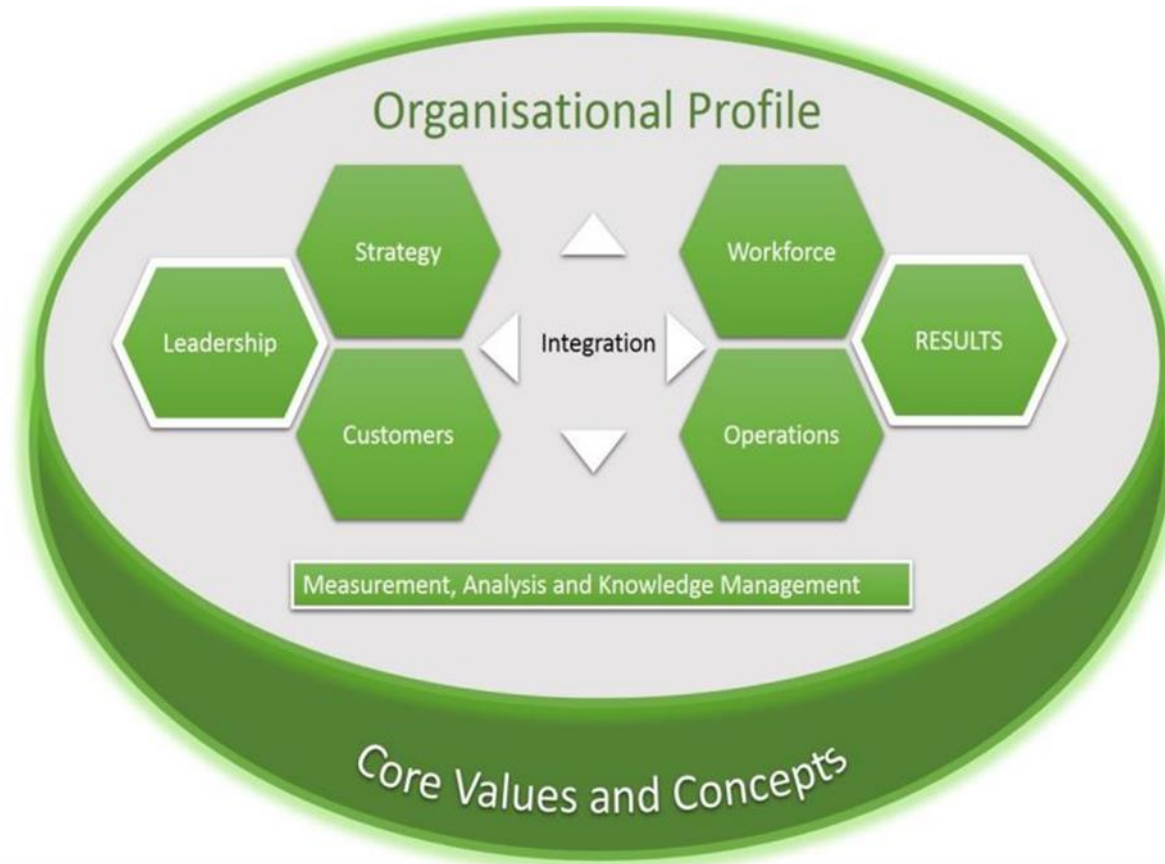 Organisational Profile
Strategy
Workforce
Leadership
Integration
RESULTS
Customers
Operations
Measurement, Analysis and Knowledge Management
Core Values and Concepts